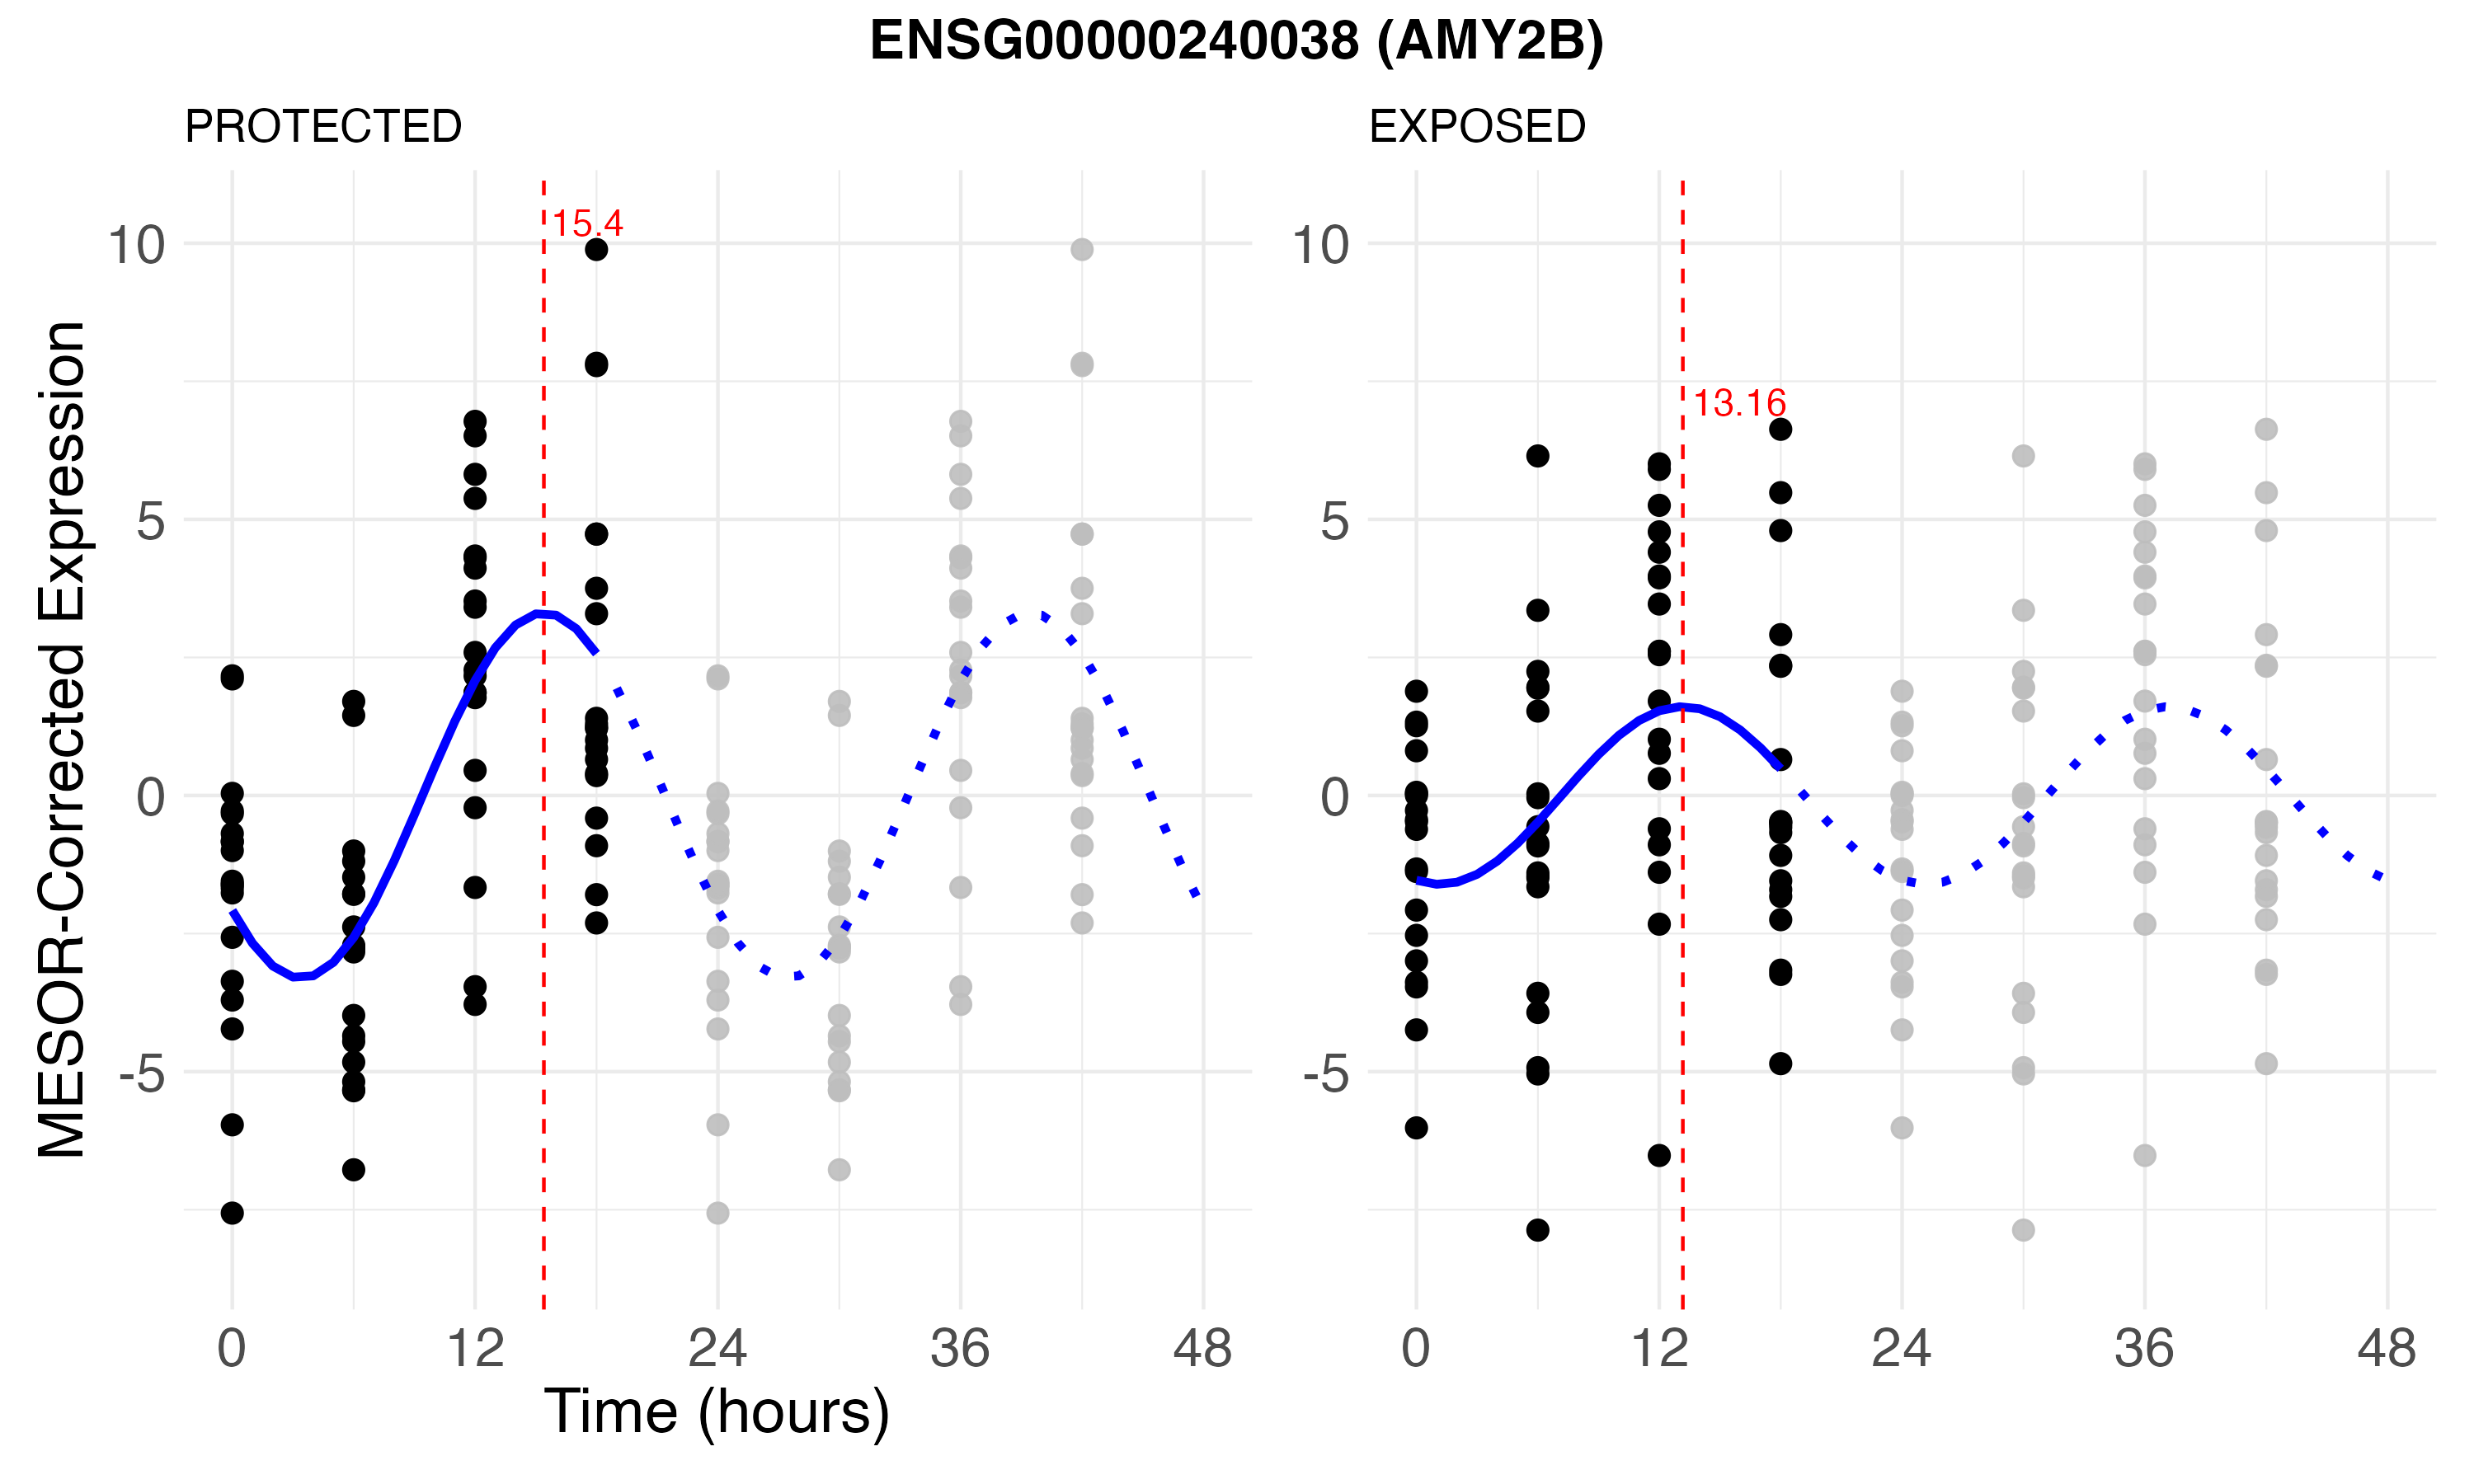 ENSG00000240038 (AMY2B)
PROTECTED
EXPOSED
MESOR-Corrected Expression
10
5
0
-5
15.4
0 12 24 36 48
10
5
0
-5
13.16
0 12 24 36 48
Time (hours)